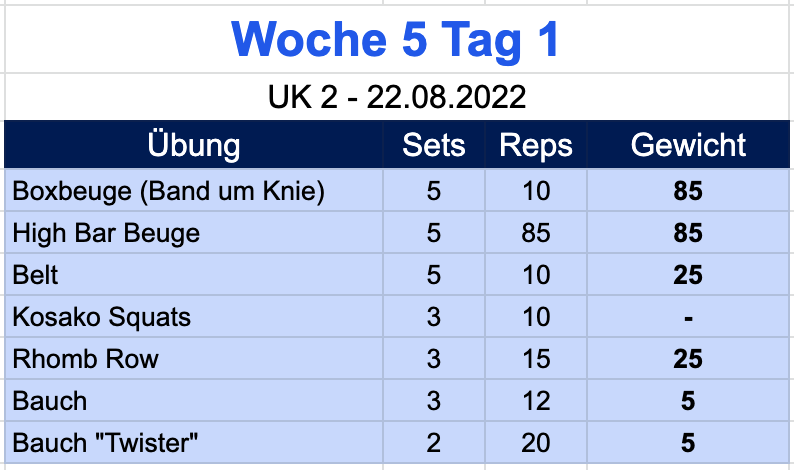 Woche 5 Tag 1
UK 2 - 22.08.2022
Übung Sets Reps Gewicht
Boxbeuge (Band um Knie) 5 10 85
High Bar Beuge 5 85 85
Belt 5 10 25
Kosako Squats 3 10 -
Rhomb Row 3 15 25
Bauch 3 12 5
Bauch "Twister" 2 20 5